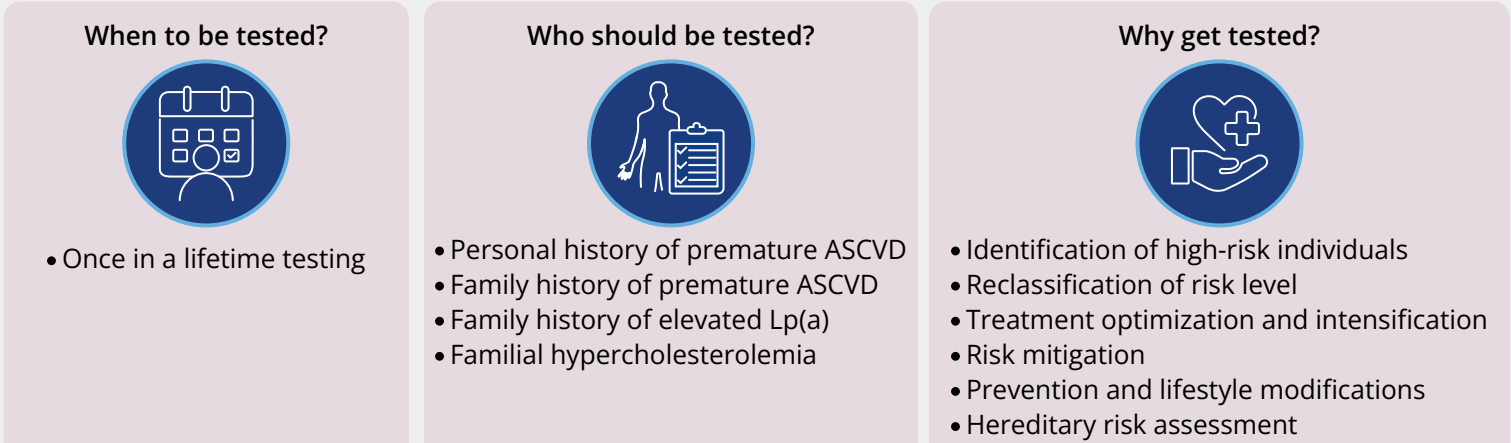 When to be tested?
• Once in a lifetime testing
Who should be tested?
• Personal history of premature ASCVD
• Family history of premature ASCVD
• Family history of elevated Lp(a)
• Familial hypercholesterolemia
Why get tested?
• Identification of high-risk individuals
• Reclassification of risk level
• Treatment optimization and intensification
• Risk mitigation
• Prevention and lifestyle modifications
• Hereditary risk assessment